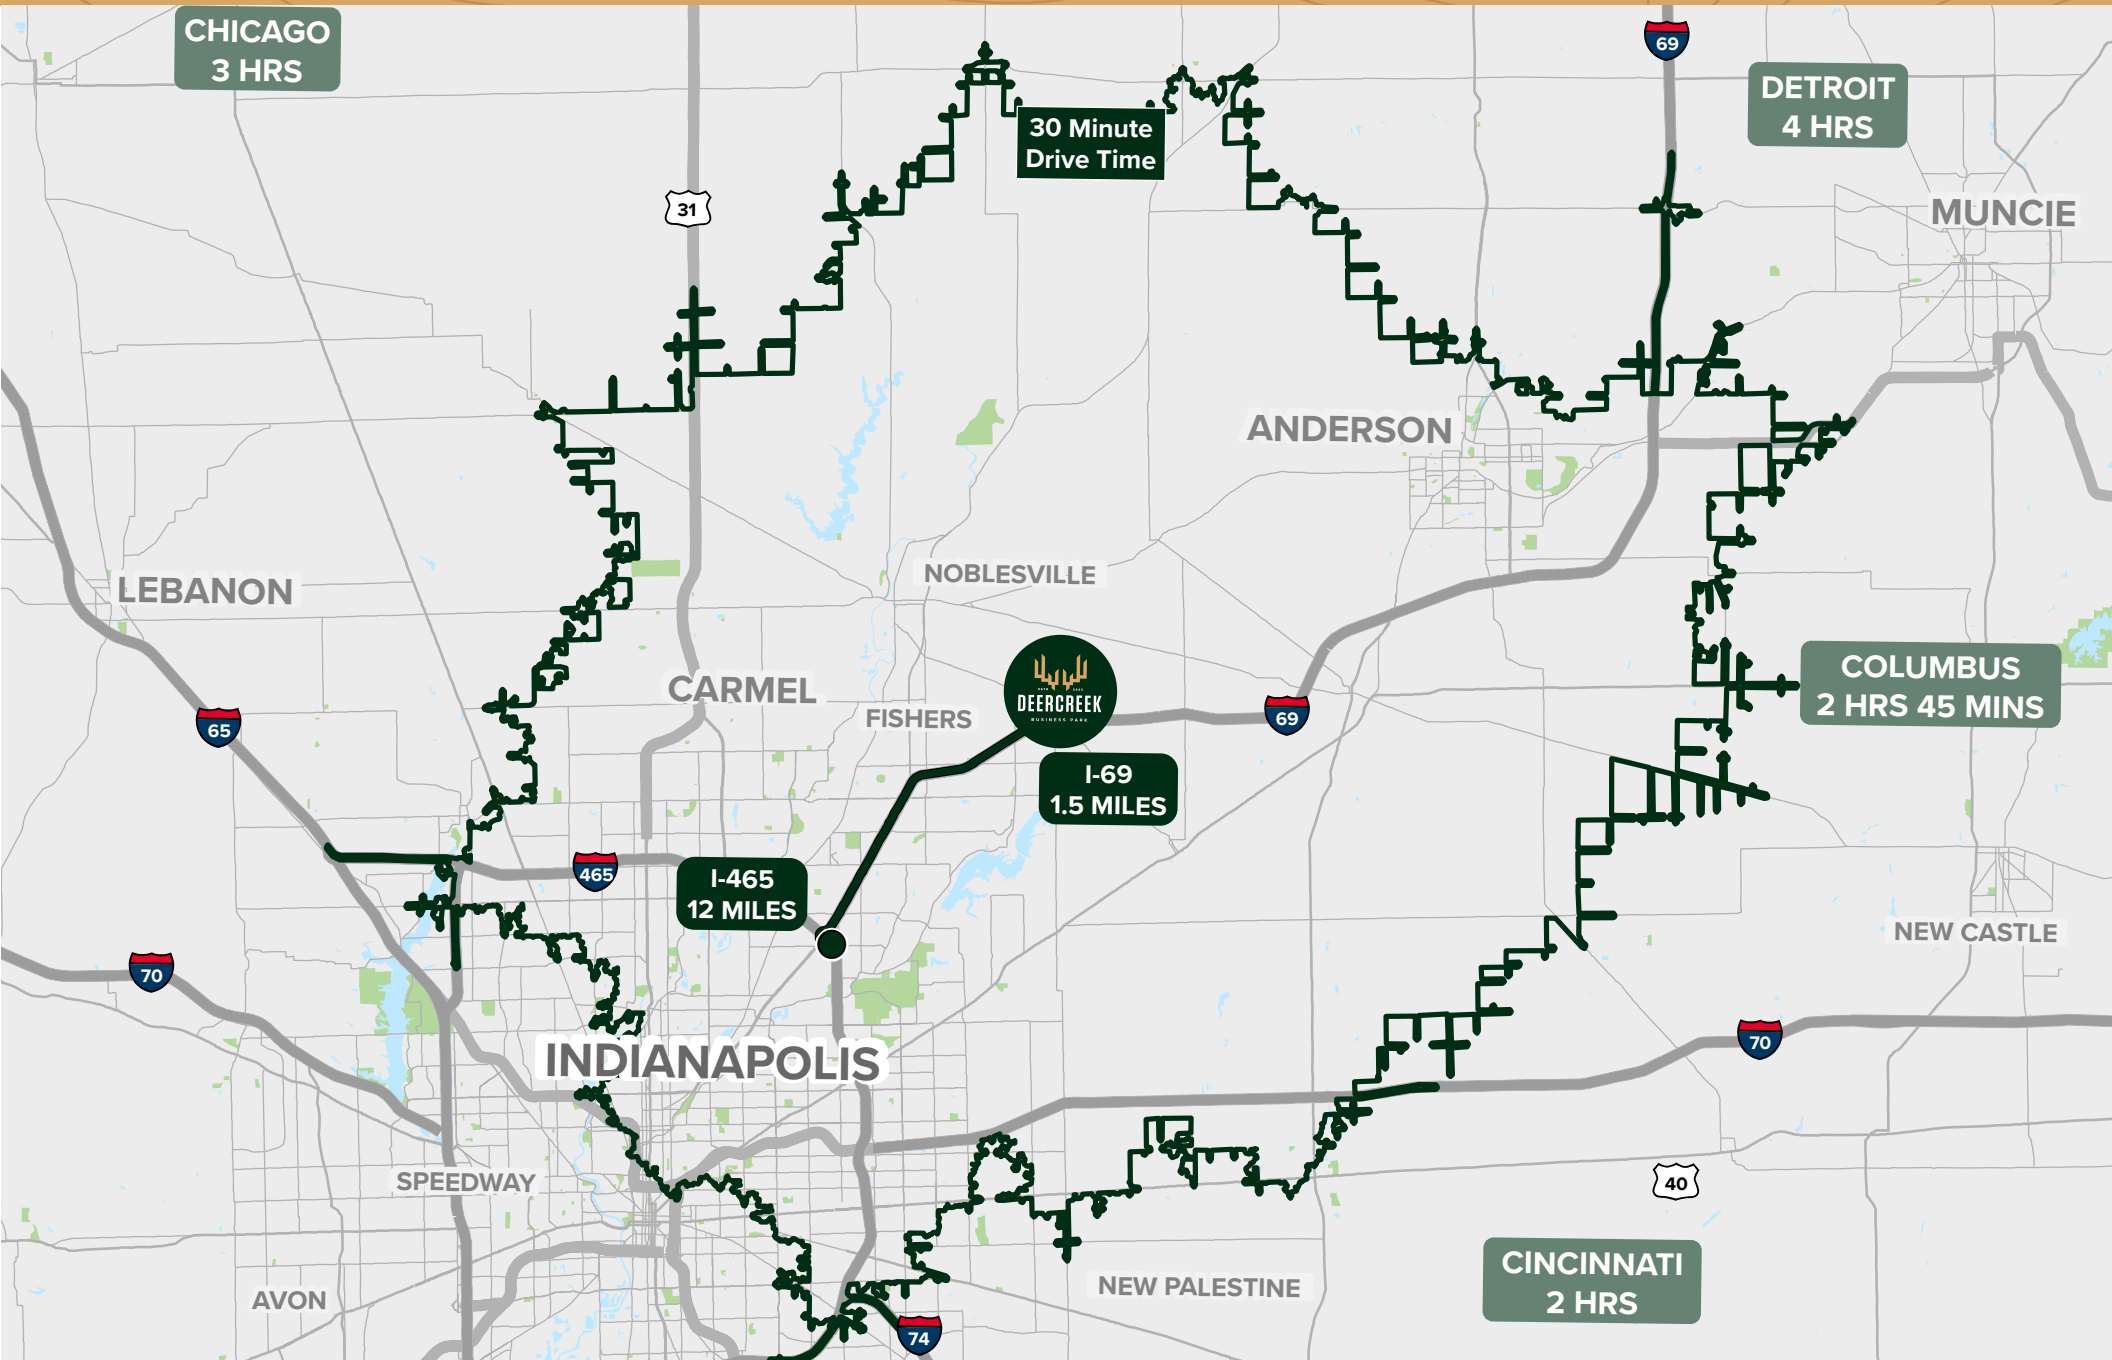 CHICAGO
3 HRS
69
DETROIT
4 HRS
30 Minute
Drive Time
31
MUNCIE
ANDERSON
LEBANON
NOBLESVILLE
CARMEL
FISHERS
DEERCREEK
BUSINESS PARK
69
COLUMBUS
2 HRS 45 MINS
65
I-69
1.5 MILES
465
I-465
12 MILES
NEW CASTLE
70
70
INDIANAPOLIS
SPEEDWAY
40
CINCINNATI
2 HRS
NEW PALESTINE
AVON
74